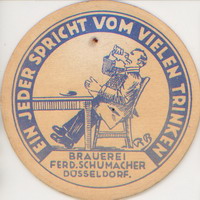 EIN JEDER SPRICHT VOM VIELEN TRINKEN
BRAUEREI
FERD. SCHUMACHER
DÜSSELDORF.